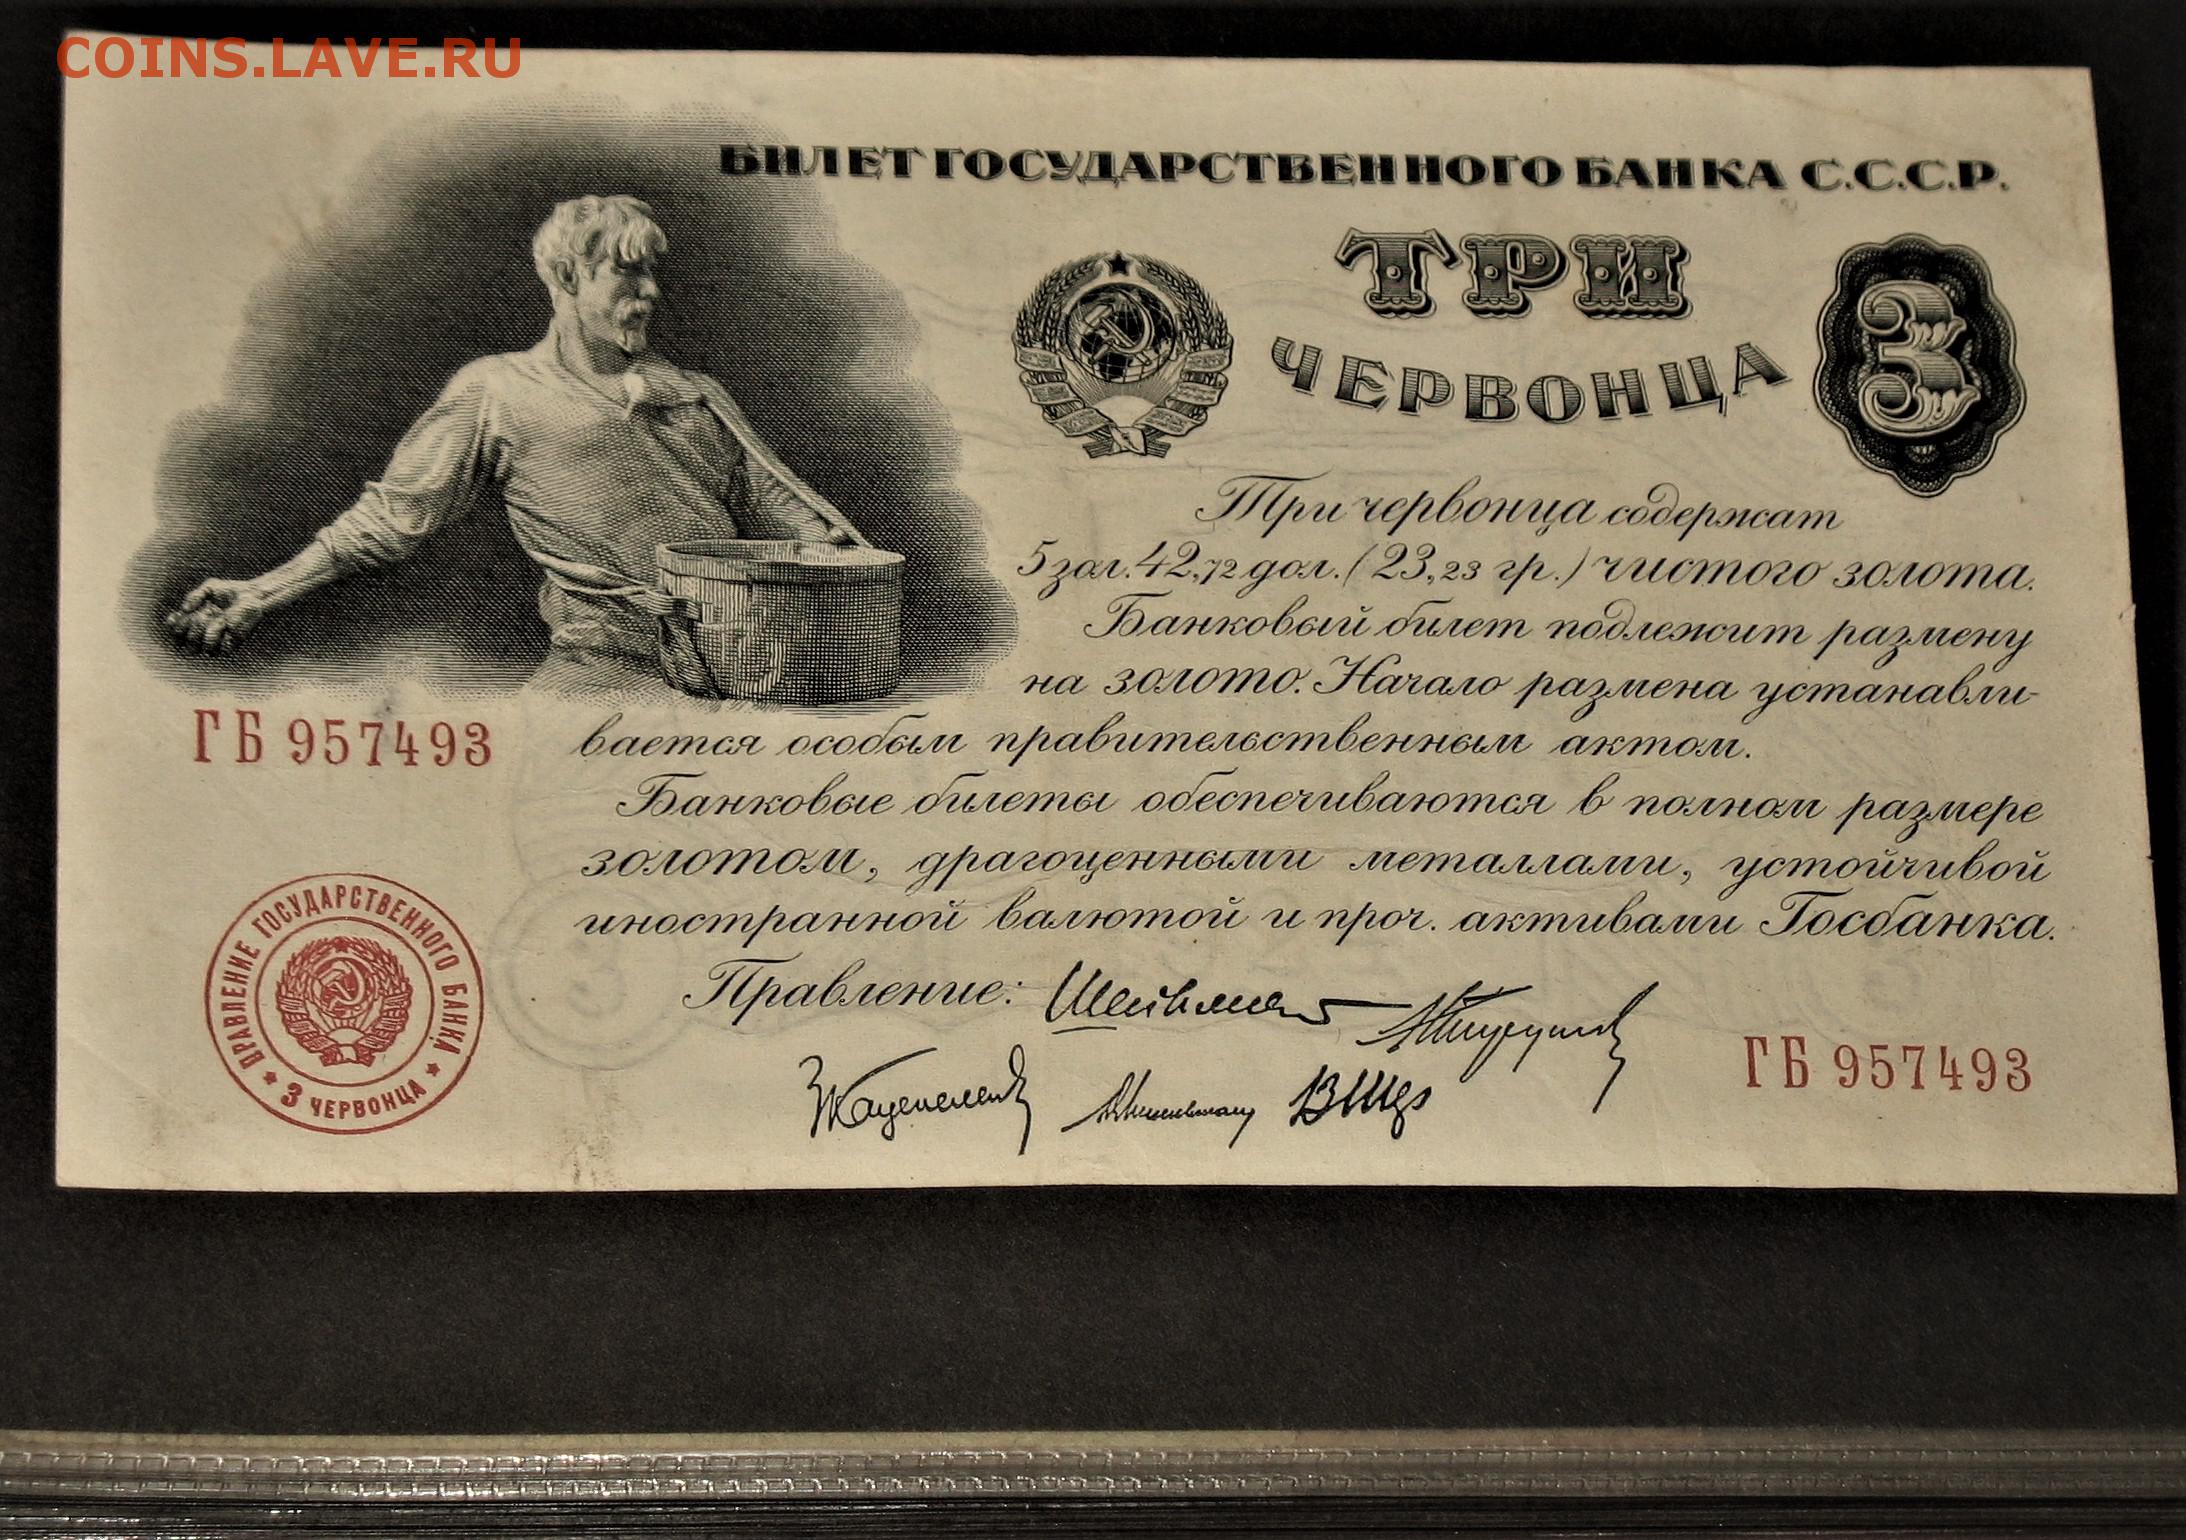 COINS.LAVE.RU
БИЛЕТ ГОСУДАРСТВЕННОГО БАНКА С.С.С.Р.
ТРИ
ЧЕРВОНЦА
3
Три червонца содержат
5 зол. 42,72 дол. (23,23 гр.) чистого золота.
Банковый билет подлежит размену
на золото. Начало размена устанавли-
вается особым правительственным актом.
Банковые билеты обеспечиваются в полном размере
золотом, драгоценными металлами, устойчивой
иностранной валютой и проч. активами Госбанка.
Правление:
ГБ 957493
ПРАВЛЕНИЕ ГОСУДАРСТВЕННОГО БАНКА
3 ЧЕРВОНЦА
ГБ 957493